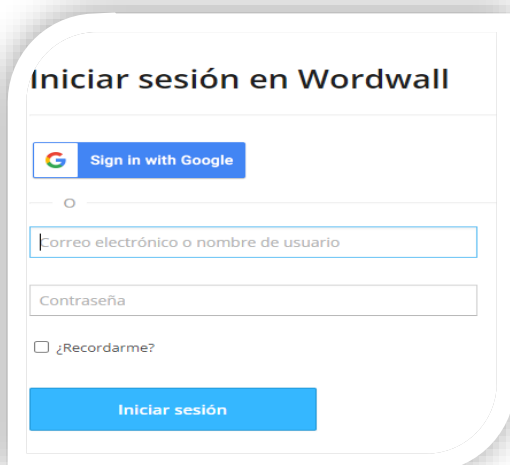 Iniciar sesión en Wordwall
Sign in with Google
O
Correo electrónico o nombre de usuario
Contraseña
¿Recordarme?
Iniciar sesión